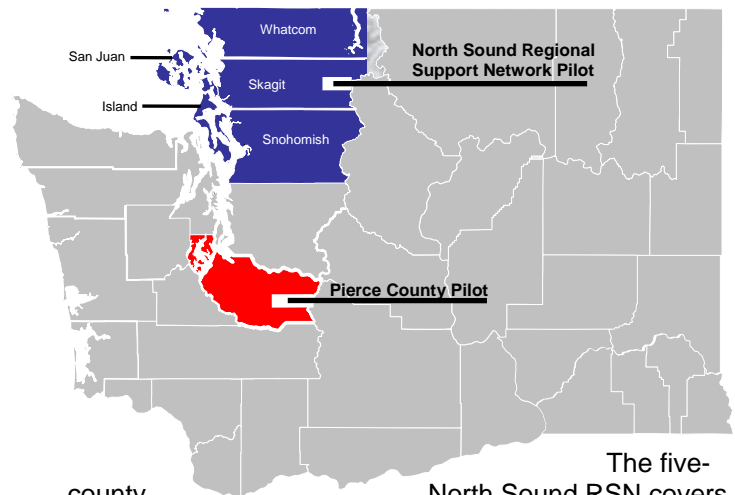 Whatcom
San Juan
North Sound Regional
Support Network Pilot
Skagit
Island
Snohomish
Pierce County Pilot
The five-
county North Sound RSN covers